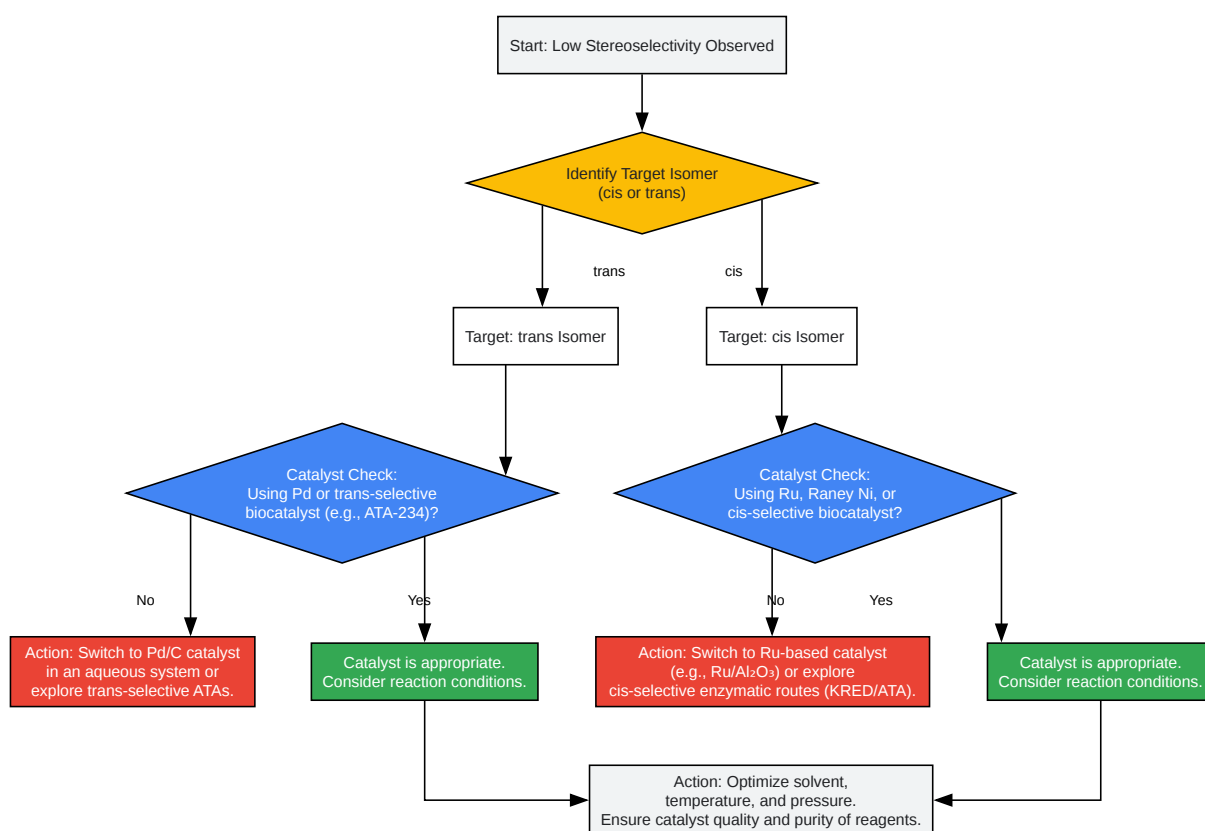 Start: Low Stereoselectivity Observed
Identify Target Isomer
(cis or trans)
trans
cis
Target: trans Isomer
Target: cis Isomer
Catalyst Check:
Using Pd or trans-selective
biocatalyst (e.g., ATA-234)?
Catalyst Check:
Using Ru, Raney Ni, or
cis-selective biocatalyst?
No
Yes
No
Yes
Action: Switch to Pd/C catalyst
in an aqueous system or
explore trans-selective ATAs.
Catalyst is appropriate.
Consider reaction conditions.
Action: Switch to Ru-based catalyst
(e.g., Ru/Al₂O₃) or explore
cis-selective enzymatic routes (KRED/ATA).
Catalyst is appropriate.
Consider reaction conditions.
Action: Optimize solvent,
temperature, and pressure.
Ensure catalyst quality and purity of reagents.